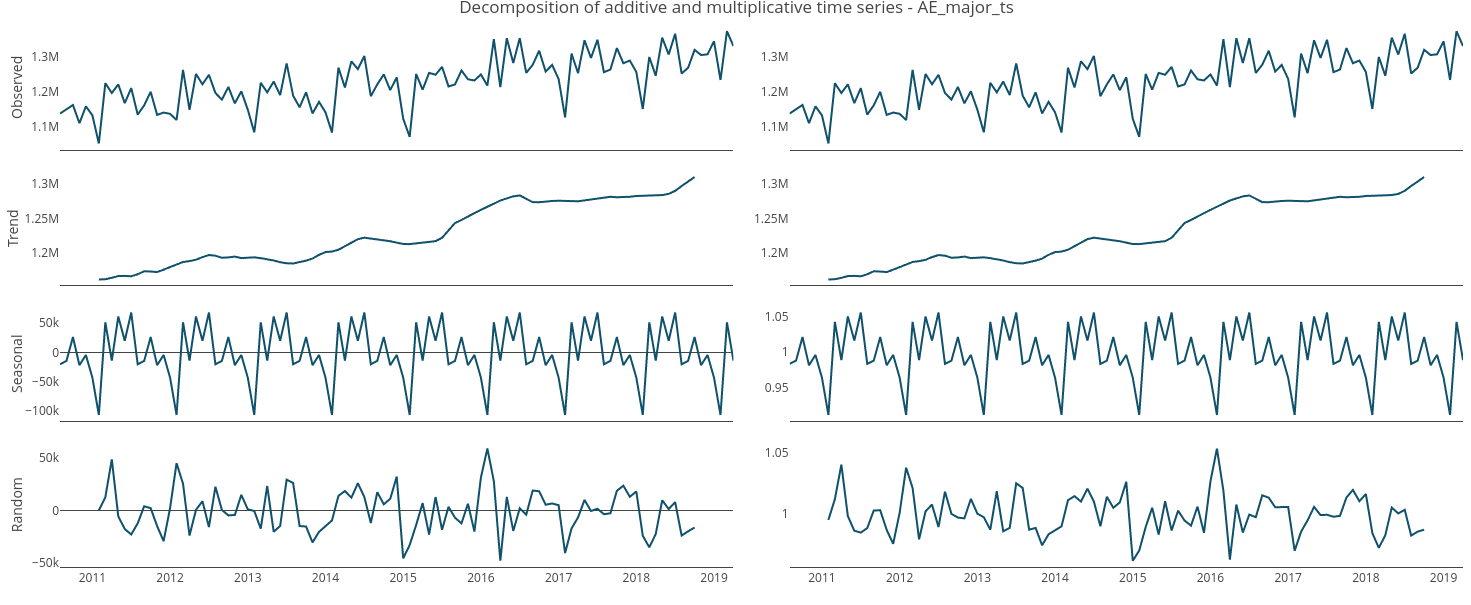 Decomposition of additive and multiplicative time series - AE_major_ts
Observed
1.3M
1.2M
1.1M
1.3M
1.2M
1.1M
Trend
1.3M
1.25M
1.2M
1.3M
1.25M
1.2M
Seasonal
50k
0
−50k
−100k
1.05
1
0.95
Random
50k
0
−50k
1.05
1
2011 2012 2013 2014 2015 2016 2017 2018 2019
2011 2012 2013 2014 2015 2016 2017 2018 2019